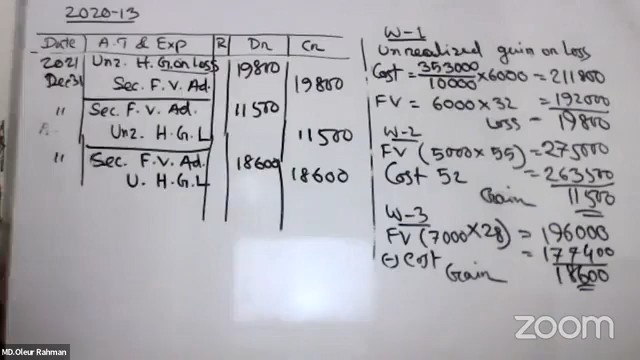 2020-13
Date A.T & Exp R Dr Cr
2021 Unz. H. G. on Loss 19800
Dec 31 Sec. F. V. Ad. 19800
" Sec. F. V. Ad. 11500
Unz. H. G. L 11500
" Sec. F. V. Ad. 18600
U. H. G. L 18600
W-1
Unrealized gain on Loss
Cost = 353000/10000 × 6000 = 211800
FV = 6000 × 32 = 192000
Loss = 19800
W-2
FV (5000 × 55) = 275000
Cost 52 263500
Gain 11500
W-3
FV (7000 × 28) = 196000
(-) Cost = 177400
Gain 18600
zoom
MD.Oleur Rahman